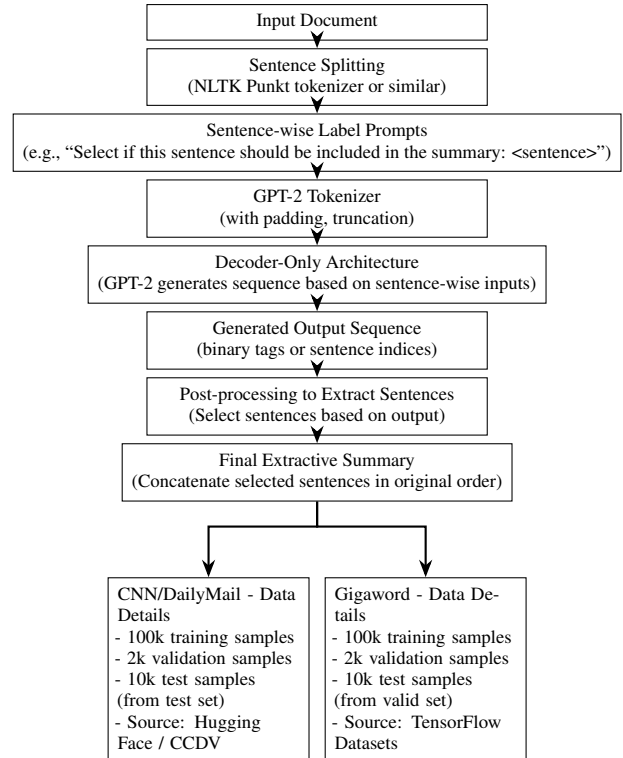 Input Document
Sentence Splitting
(NLTK Punkt tokenizer or similar)
Sentence-wise Label Prompts
(e.g., “Select if this sentence should be included in the summary: <sentence>”)
GPT-2 Tokenizer
(with padding, truncation)
Decoder-Only Architecture
(GPT-2 generates sequence based on sentence-wise inputs)
Generated Output Sequence
(binary tags or sentence indices)
Post-processing to Extract Sentences
(Select sentences based on output)
Final Extractive Summary
(Concatenate selected sentences in original order)
CNN/DailyMail - Data
Details
- 100k training samples
- 2k validation samples
- 10k test samples
(from test set)
- Source: Hugging
Face / CCDV
Gigaword - Data De-
tails
- 100k training samples
- 2k validation samples
- 10k test samples
(from valid set)
- Source: TensorFlow
Datasets